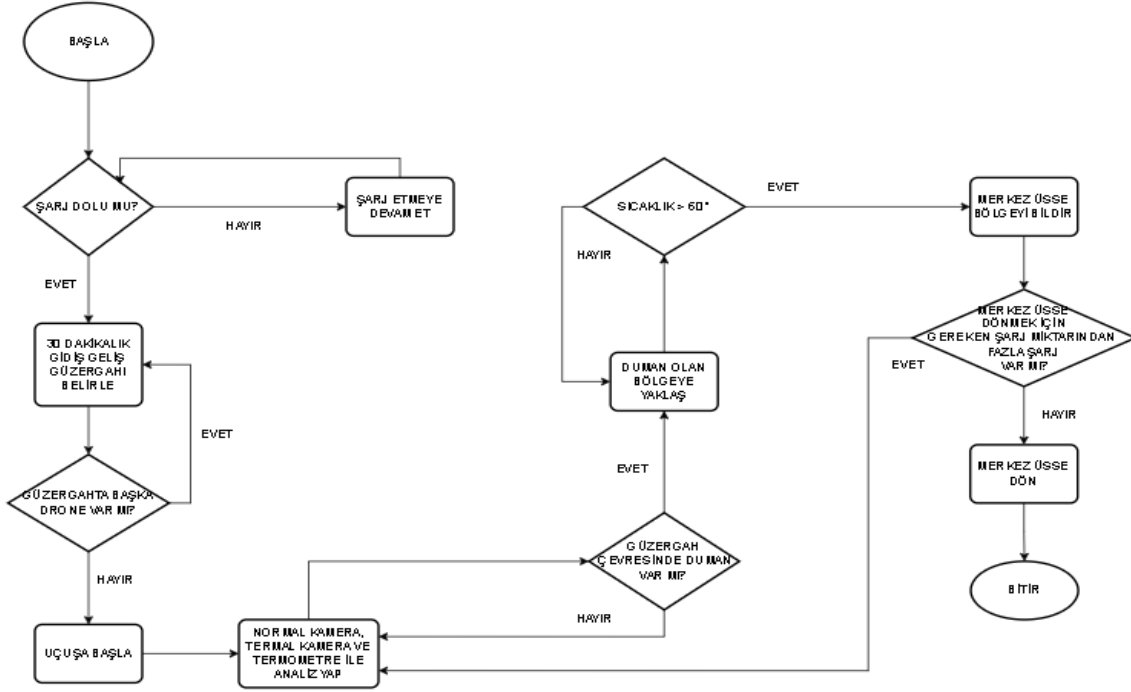 BAŞLA
ŞARJ DOLU MU?
HAYIR
ŞARJ ETMEYE
DEVAM ET
EVET
30 DAKİKALIK
GİDİŞ GELİŞ
GÜZERGAHI
BELİRLE
EVET
GÜZERGAHTA BAŞKA
DRONE VAR MI?
HAYIR
UÇUŞA BAŞLA
NORMAL KAMERA,
TERMAL KAMERA VE
TERMOMETRE İLE
ANALİZ YAP
GÜZERGAH
ÇEVRESİNDE DUMAN
VAR MI?
HAYIR
EVET
DUMAN OLAN
BÖLGEYE
YAKLAŞ
SICAKLIK > 60°
HAYIR
EVET
MERKEZ ÜSSE
BÖLGEYİ BİLDİR
MERKEZ ÜSSE
DÖNMEK İÇİN
GEREKEN ŞARJ MİKTARINDAN
FAZLA ŞARJ
VAR MI?
EVET
HAYIR
MERKEZ ÜSSE
DÖN
BİTİR